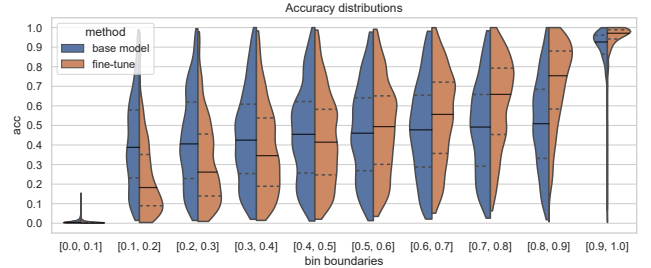 Accuracy distributions
1.0
0.9
0.8
0.7
0.6
0.5
0.4
0.3
0.2
0.1
0.0
acc
method
base model
fine-tune
[0.0, 0.1] [0.1, 0.2] [0.2, 0.3] [0.3, 0.4] [0.4, 0.5] [0.5, 0.6] [0.6, 0.7] [0.7, 0.8] [0.8, 0.9] [0.9, 1.0]
bin boundaries